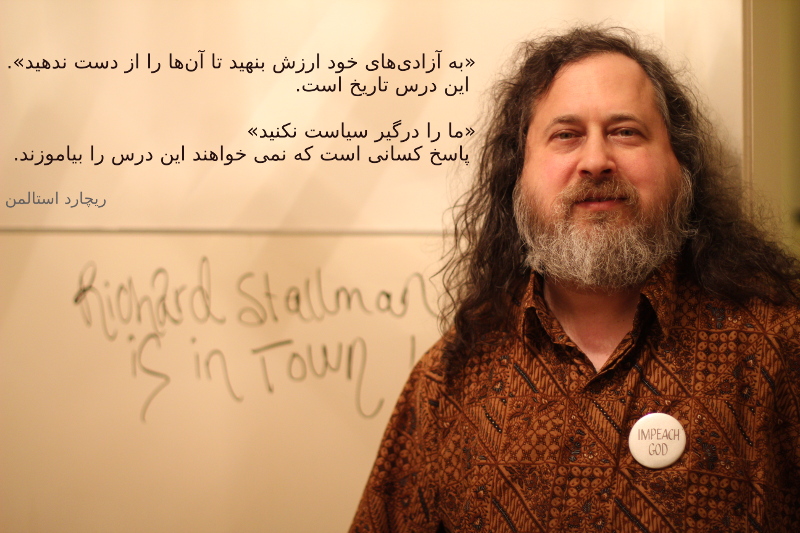 «به آزادی‌های خود ارزش بنهید تا آن‌ها را از دست ندهید».
این درس تاریخ است.
«ما را درگیر سیاست نکنید»
پاسخ کسانی است که نمی خواهند این درس را بیاموزند.
ریچارد استالمن
Richard Stallman
is in Town !
IMPEACH
GOD